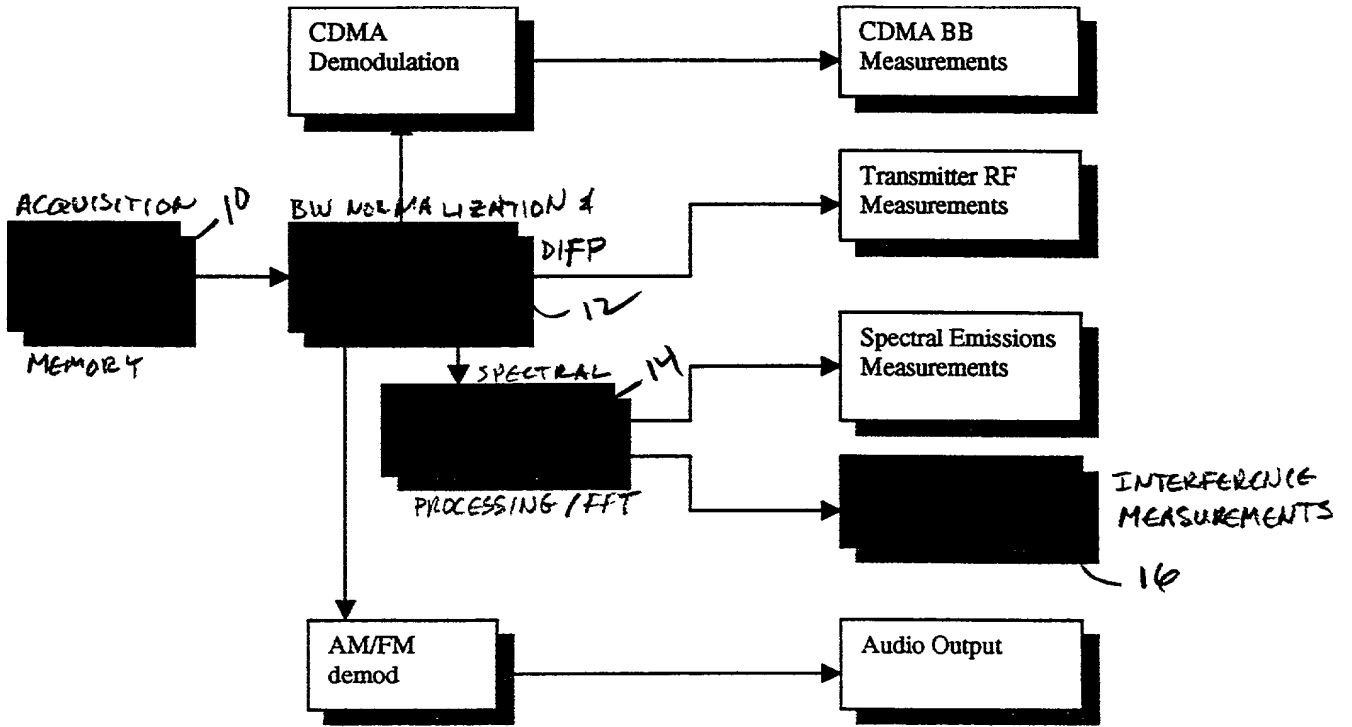 CDMA
Demodulation
CDMA BB
Measurements
Transmitter RF
Measurements
ACQUISITION
10
MEMORY
BW NORMALIZATION &
DIFP
12
SPECTRAL
14
PROCESSING/FFT
Spectral Emissions
Measurements
INTERFERENCE
MEASUREMENTS
16
AM/FM
demod
Audio Output